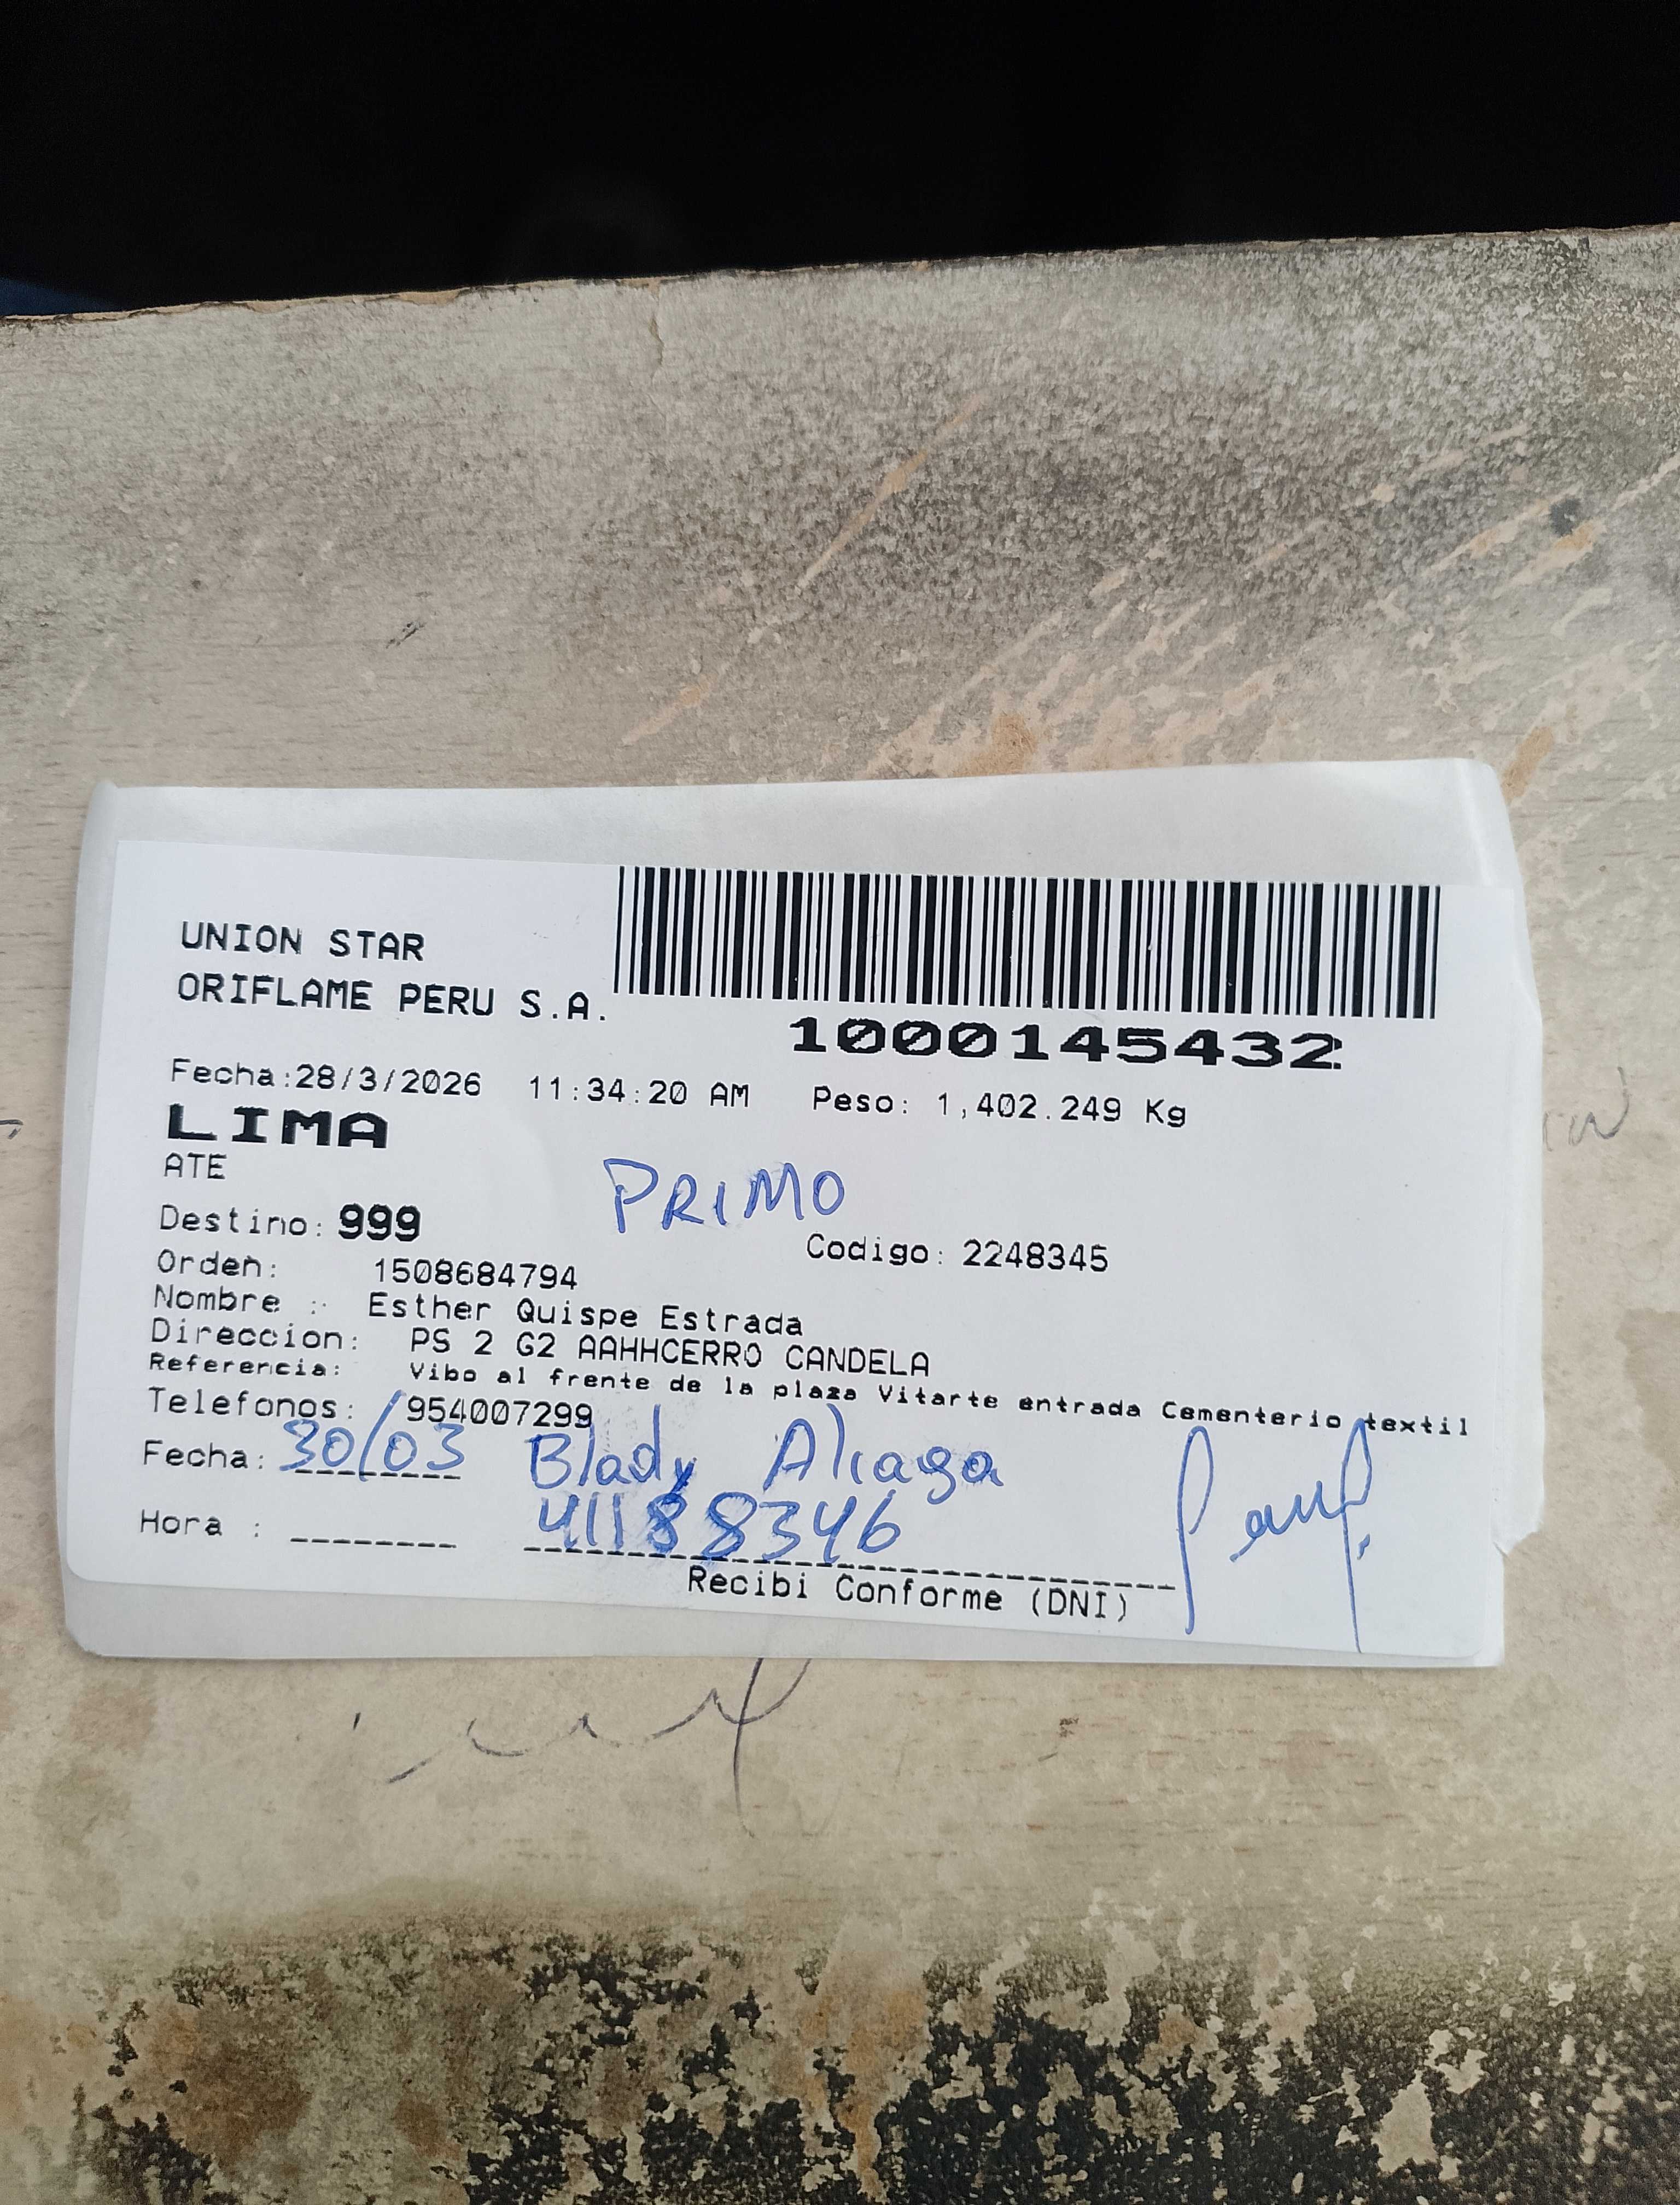 UNION STAR
ORIFLAME PERU S.A.
1000145432
Fecha:28/3/2026 11:34:20 AM Peso: 1,402.249 Kg
LIMA
ATE
PRIMO
Destino: 999
Codigo: 2248345
Orden: 1508684794
Nombre : Esther Quispe Estrada
Direccion: PS 2 G2 AAHHCERRO CANDELA
Referencia: Vibo al frente de la plaza Vitarte entrada Cementerio textil
Telefonos: 954007299
Fecha: 30/03 Blady Aliaga
Hora : 41188346
Recibi Conforme (DNI)